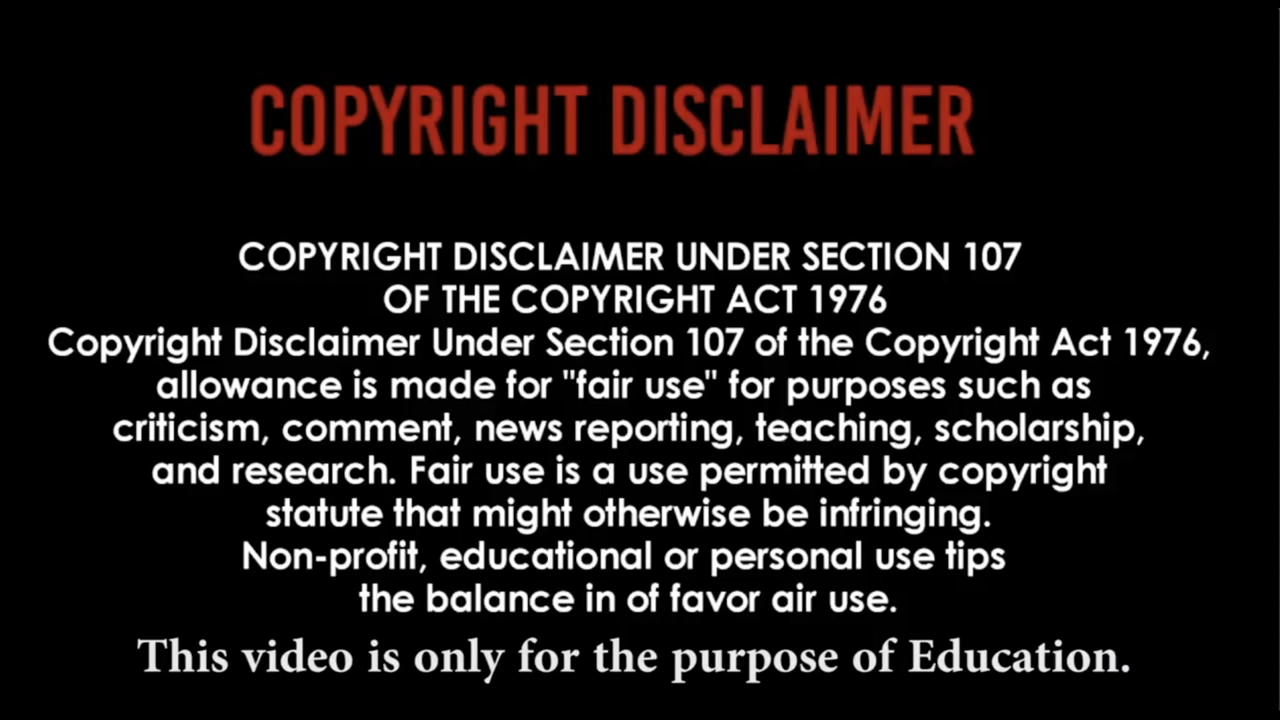 COPYRIGHT DISCLAIMER
COPYRIGHT DISCLAIMER UNDER SECTION 107
OF THE COPYRIGHT ACT 1976
Copyright Disclaimer Under Section 107 of the Copyright Act 1976,
allowance is made for "fair use" for purposes such as
criticism, comment, news reporting, teaching, scholarship,
and research. Fair use is a use permitted by copyright
statute that might otherwise be infringing.
Non-profit, educational or personal use tips
the balance in of favor air use.
This video is only for the purpose of Education.